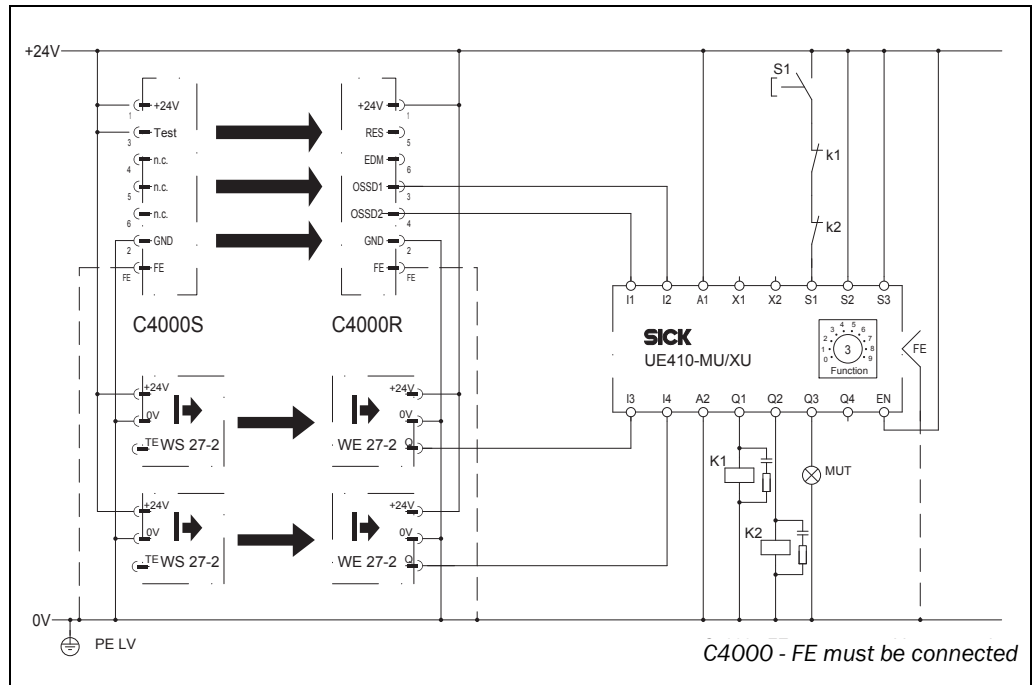 +24V
S1
+24V
1
Test
3
n.c.
4
n.c.
5
n.c.
6
GND
2
FE
FE
+24V
1
RES
5
EDM
6
OSSD1
3
OSSD2
4
GND
2
FE
FE
k1
k2
C4000S
C4000R
I1 I2 A1 X1 X2 S1 S2 S3
SICK
UE410-MU/XU
0 1 2 3 4 5 6 7 8 9
3
Function
FE
I3 I4 A2 Q1 Q2 Q3 Q4 EN
+24V
0V
TE WS 27-2
+24V
0V
WE 27-2 Q
K1
MUT
K2
+24V
0V
TE WS 27-2
+24V
0V
WE 27-2 Q
0V
PE LV
C4000 - FE must be connected